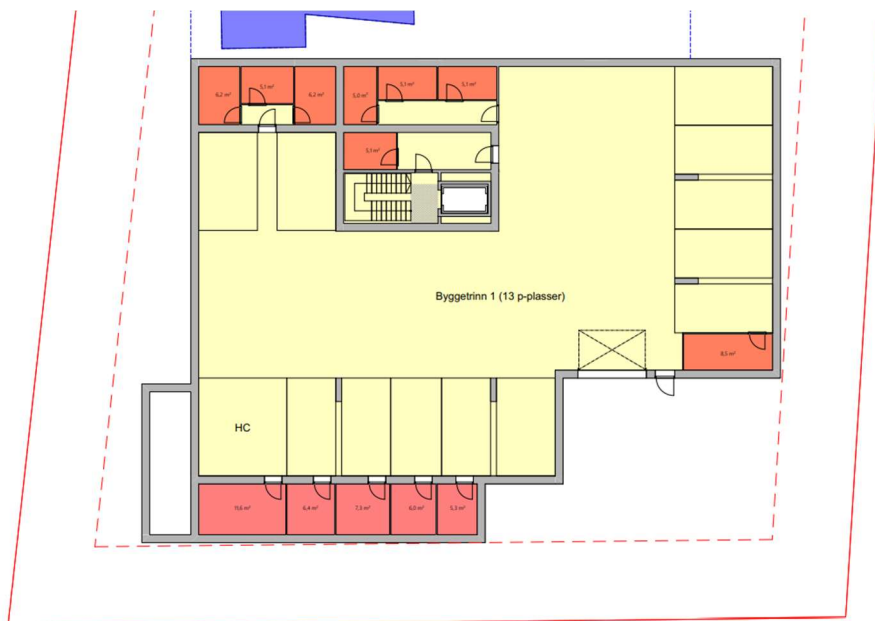 6,2 m²
5,1 m²
6,2 m²
5,0 m²
5,1 m²
5,1 m²
5,1 m²
Byggetrinn 1 (13 p-plasser)
8,5 m²
HC
11,6 m²
6,4 m²
7,3 m²
6,0 m²
5,3 m²